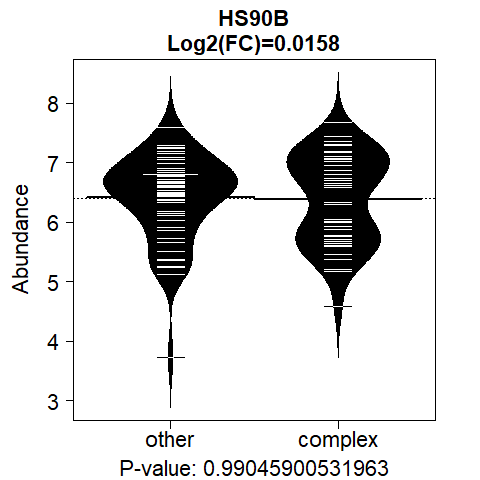 HS90B
Log2(FC)=0.0158
Abundance
8
7
6
5
4
3
other complex
P-value: 0.99045900531963